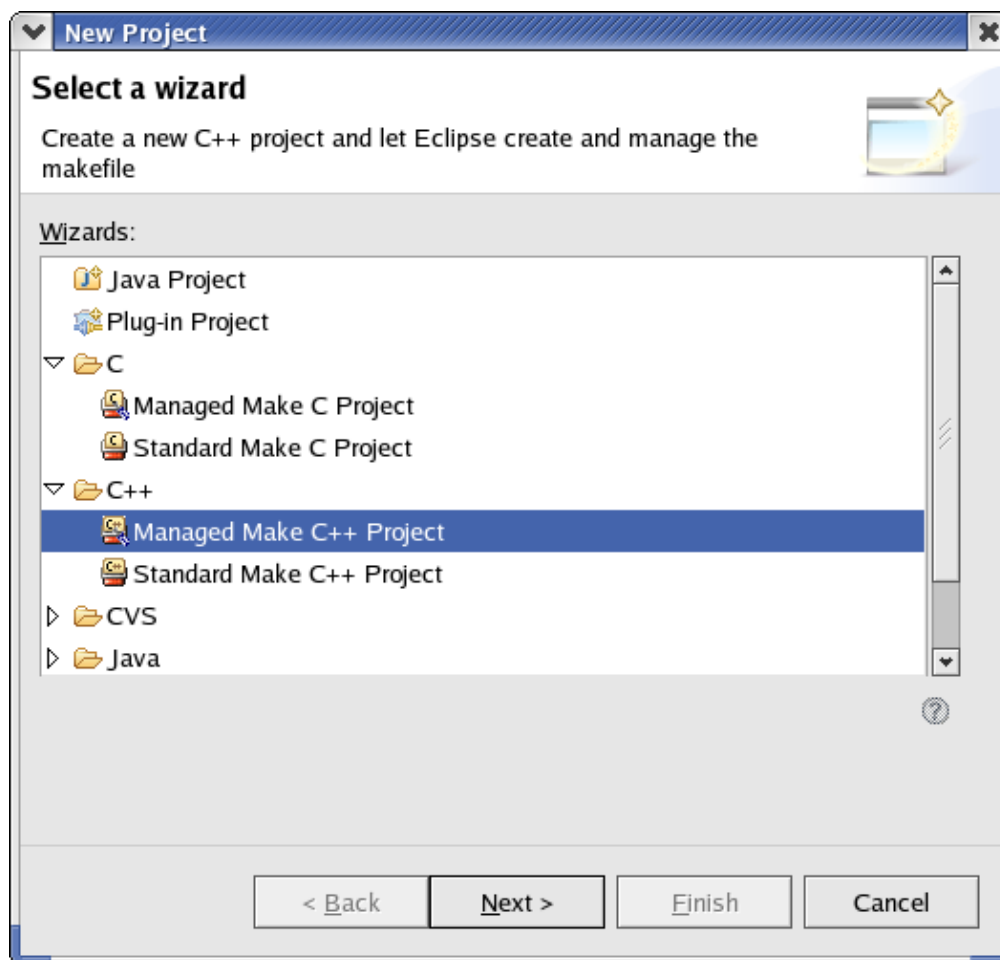 New Project
Select a wizard
Create a new C++ project and let Eclipse create and manage the
makefile
Wizards:
Java Project
Plug-in Project
C
Managed Make C Project
Standard Make C Project
C++
Managed Make C++ Project
Standard Make C++ Project
CVS
Java
< Back Next > Finish Cancel